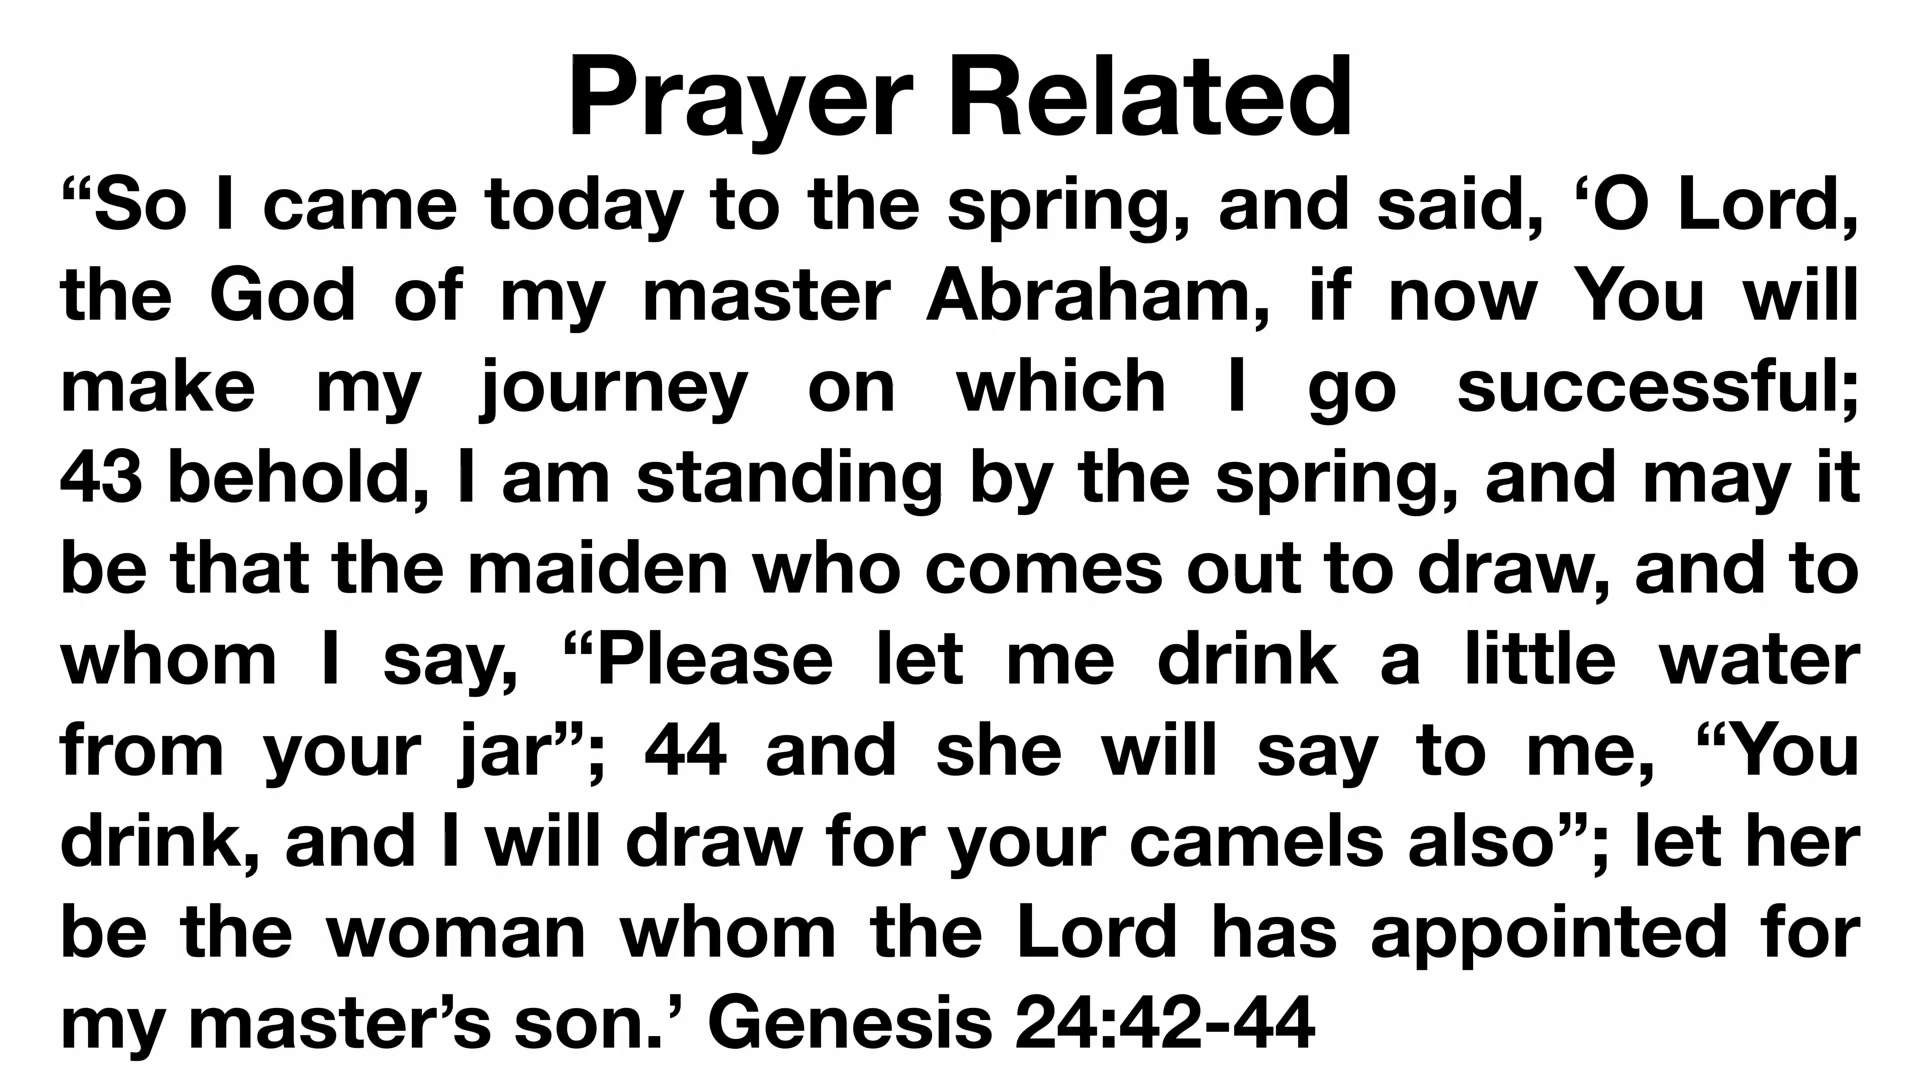 Prayer Related
“So I came today to the spring, and said, ‘O Lord,
the God of my master Abraham, if now You will
make my journey on which I go successful;
43 behold, I am standing by the spring, and may it
be that the maiden who comes out to draw, and to
whom I say, “Please let me drink a little water
from your jar”; 44 and she will say to me, “You
drink, and I will draw for your camels also”; let her
be the woman whom the Lord has appointed for
my master’s son.’ Genesis 24:42-44